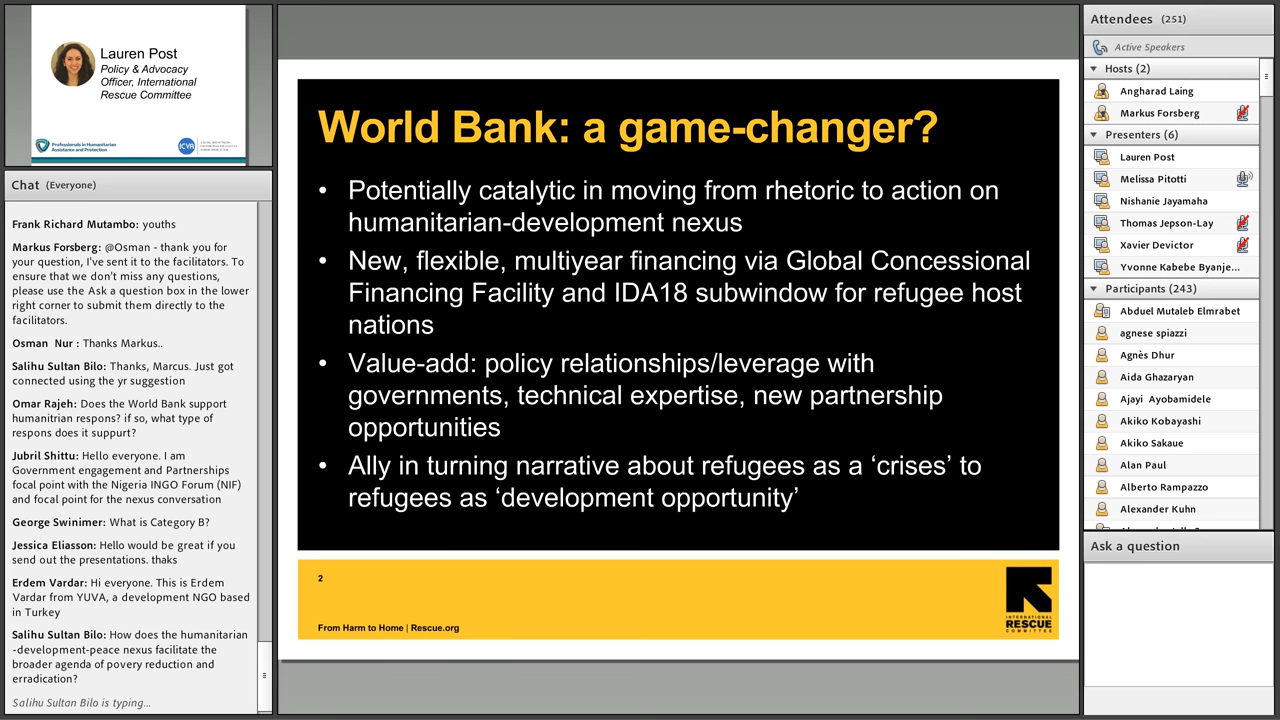 Lauren Post
Policy & Advocacy
Officer, International
Rescue Committee
Professionals in Humanitarian
Assistance and Protection
ICVA
Chat (Everyone)
Frank Richard Mutambo: youths
Markus Forsberg: @Osman - thank you for
your question, I've sent it to the facilitators. To
ensure that we don't miss any questions,
please use the Ask a question box in the lower
right corner to submit them directly to the
facilitators.
Osman Nur : Thanks Markus..
Salihu Sultan Bilo: Thanks, Marcus. Just got
connected using the yr suggestion
Omar Rajeh: Does the World Bank support
humanitrian respons? if so, what type of
respons does it suppurt?
Jubril Shittu: Hello everyone. I am
Government engagement and Partnerships
focal point with the Nigeria INGO Forum (NIF)
and focal point for the nexus conversation
George Swinimer: What is Category B?
Jessica Eliasson: Hello would be great if you
send out the presentations. thaks
Erdem Vardar: Hi everyone. This is Erdem
Vardar from YUVA, a development NGO based
in Turkey
Salihu Sultan Bilo: How does the humanitarian
-development-peace nexus facilitate the
broader agenda of povery reduction and
erradication?
Salihu Sultan Bilo is typing...
World Bank: a game-changer?
• Potentially catalytic in moving from rhetoric to action on
humanitarian-development nexus
• New, flexible, multiyear financing via Global Concessional
Financing Facility and IDA18 subwindow for refugee host
nations
• Value-add: policy relationships/leverage with
governments, technical expertise, new partnership
opportunities
• Ally in turning narrative about refugees as a ‘crises’ to
refugees as ‘development opportunity’
2
From Harm to Home | Rescue.org
INTERNATIONAL
RESCUE
COMMITTEE
Attendees (251)
Active Speakers
Hosts (2)
Angharad Laing
Markus Forsberg
Presenters (6)
Lauren Post
Melissa Pitotti
Nishanie Jayamaha
Thomas Jepson-Lay
Xavier Devictor
Yvonne Kabebe Byanje...
Participants (243)
Abduel Mutaleb Elmrabet
agnese spiazzi
Agnès Dhur
Aida Ghazaryan
Ajayi Ayobamidele
Akiko Kobayashi
Akiko Sakaue
Alan Paul
Alberto Rampazzo
Alexander Kuhn
Ask a question